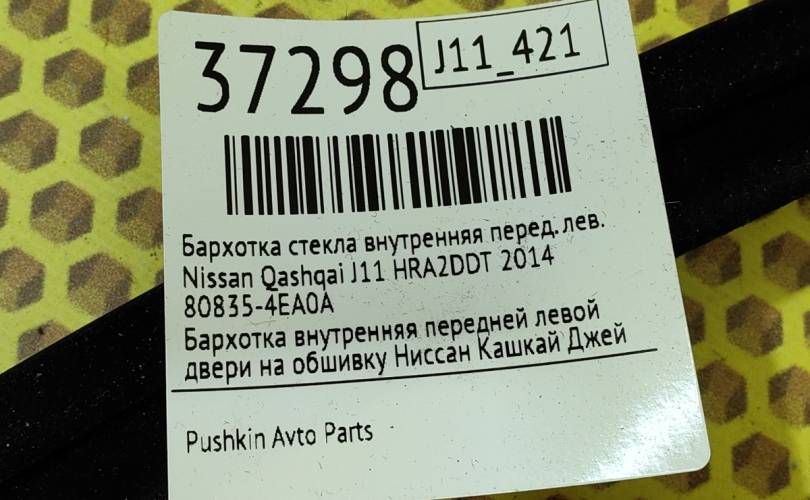 37298
J11_421
Бархотка стекла внутренняя перед. лев.
Nissan Qashqai J11 HRA2DDT 2014
80835-4EA0A
Бархотка внутренняя передней левой
двери на обшивку Ниссан Кашкай Джей
Pushkin Avto Parts